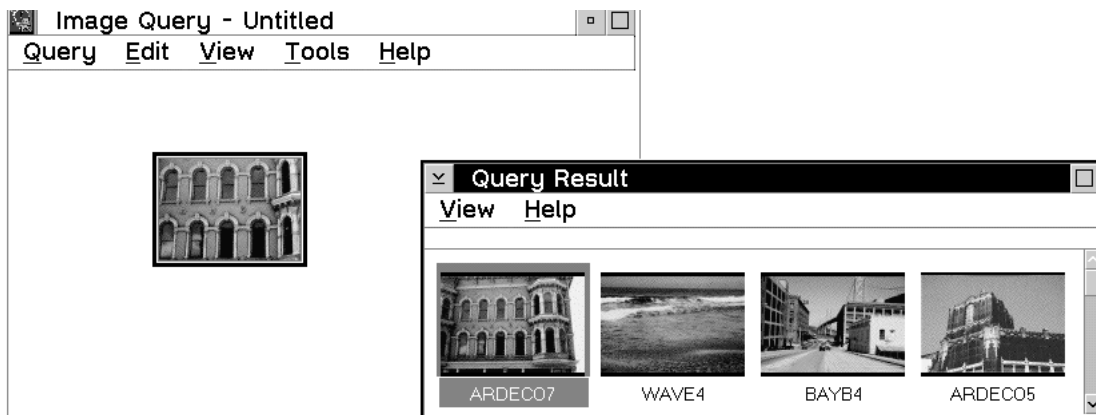 Image Query - Untitled
Query Edit View Tools Help
Query Result
View Help
ARDECO7 WAVE4 BAYB4 ARDECO5